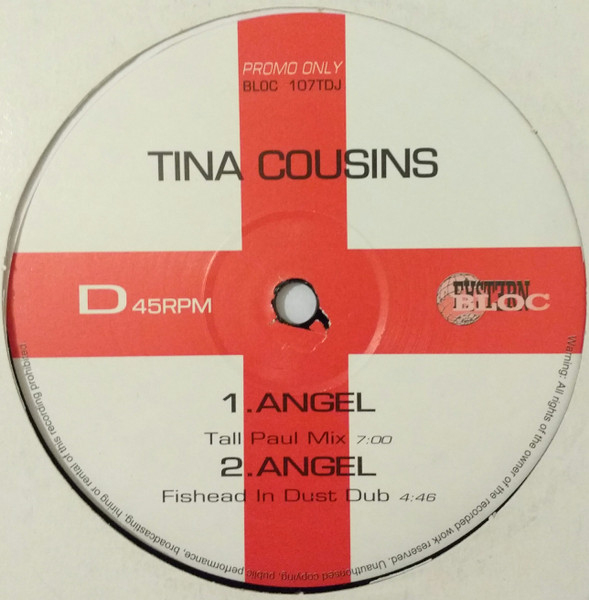 PROMO ONLY
BLOC 107TDJ
TINA COUSINS
D 45RPM
EASTERN
BLOC
1.ANGEL
Tall Paul Mix 7:00
2.ANGEL
Fishead In Dust Dub 4:46
Warning: All rights of the owner of the recorded work reserved. Unauthorised copying, public performance, broadcasting, hiring or rental of this recording prohibited